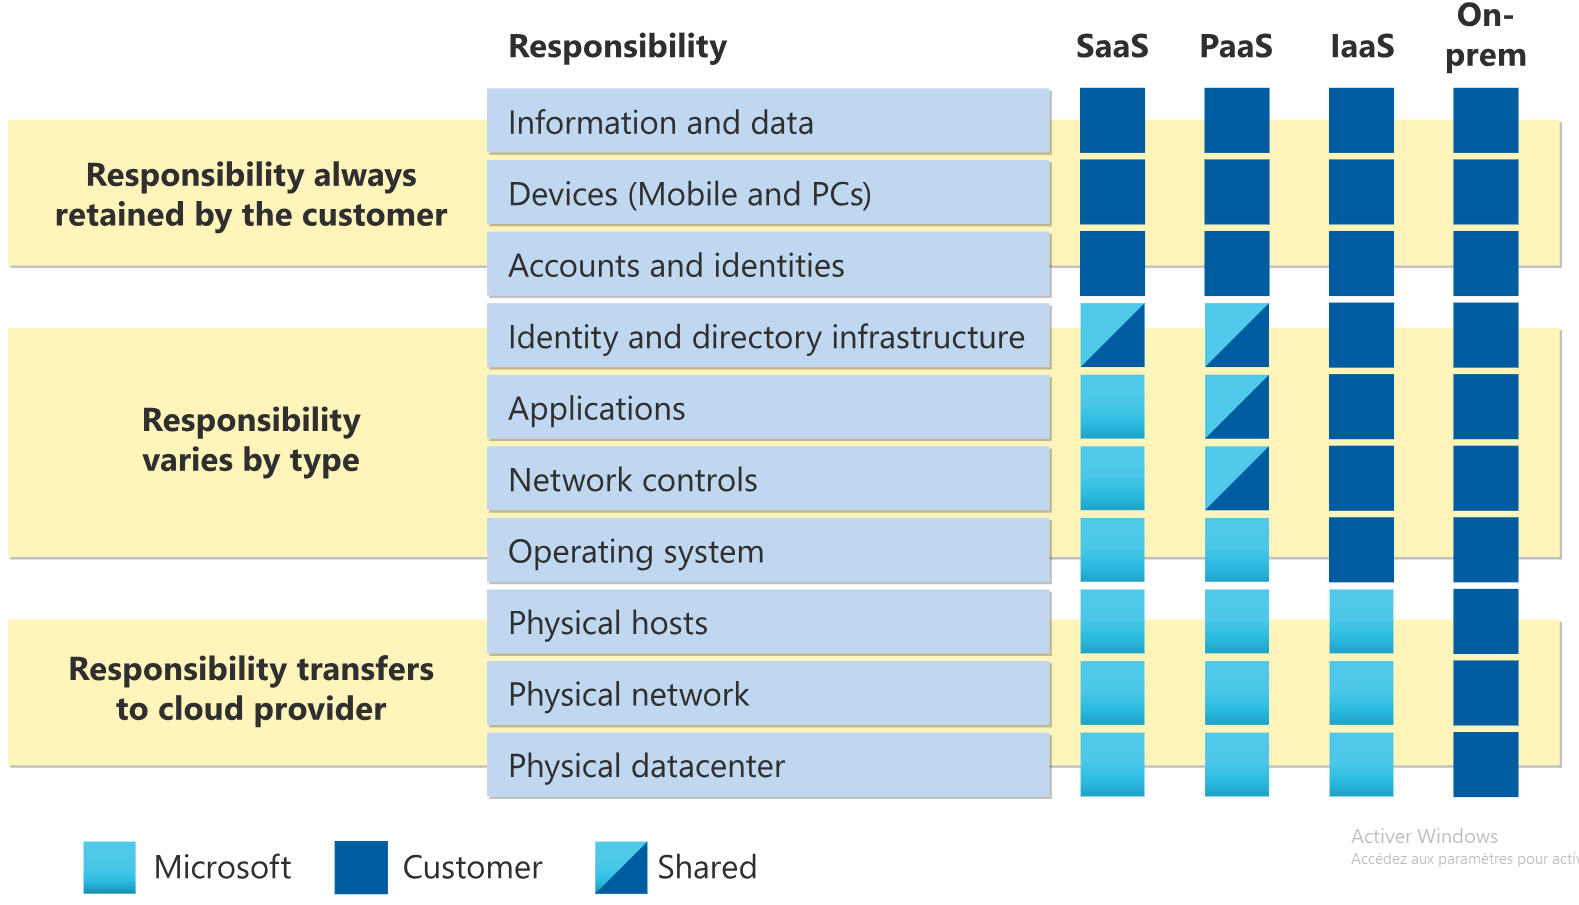 Responsibility SaaS PaaS IaaS On-
prem
Information and data
Responsibility always
retained by the customer
Devices (Mobile and PCs)
Accounts and identities
Identity and directory infrastructure
Responsibility
varies by type
Applications
Network controls
Operating system
Physical hosts
Responsibility transfers
to cloud provider
Physical network
Physical datacenter
Microsoft Customer Shared
Activer Windows
Accédez aux paramètres pour activ